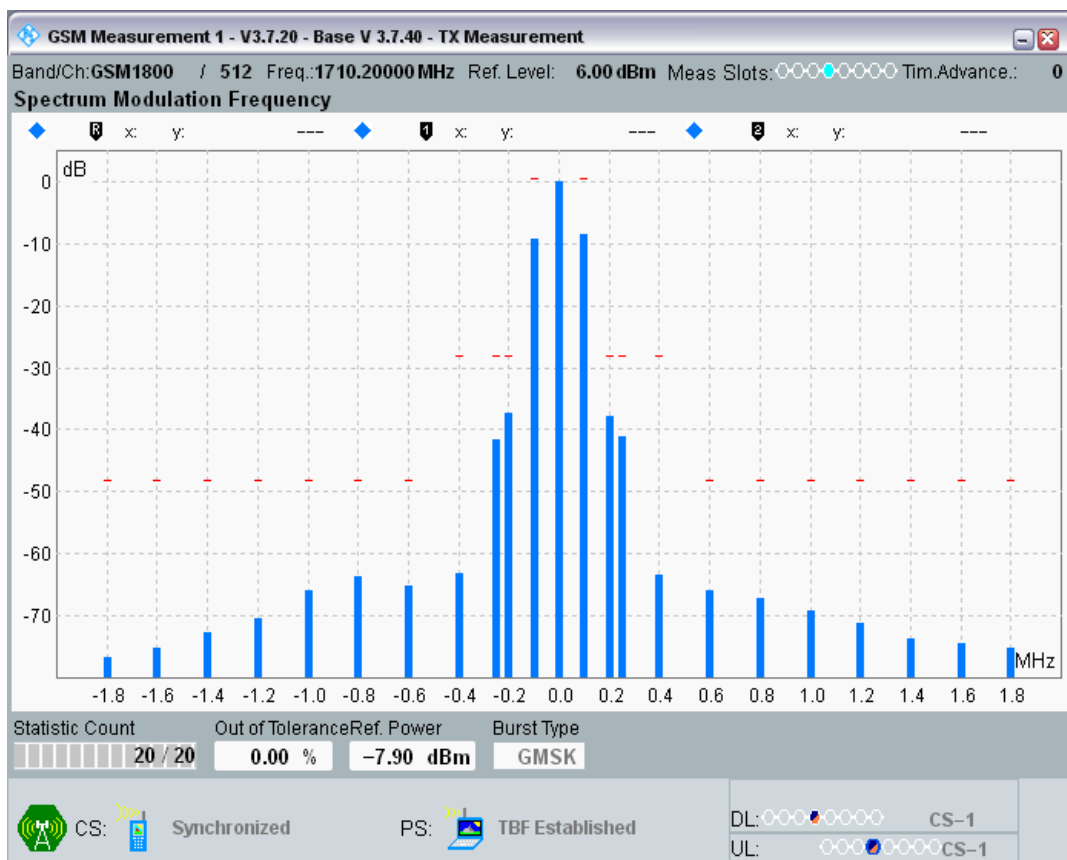 GSM Measurement 1 - V3.7.20 - Base V 3.7.40 - TX Measurement
Band/Ch:GSM1800 / 512 Freq.:1710.20000 MHz Ref. Level: 6.00 dBm Meas Slots: Tim.Advance.: 0
Spectrum Modulation Frequency
R x: y: --- 1 x: y: --- 2 x: y: ---
dB
0
-10
-20
-30
-40
-50
-60
-70
MHz
-1.8 -1.6 -1.4 -1.2 -1.0 -0.8 -0.6 -0.4 -0.2 0.0 0.2 0.4 0.6 0.8 1.0 1.2 1.4 1.6 1.8
Statistic Count Out of Tolerance Ref. Power Burst Type
20 / 20 0.00 % −7.90 dBm GMSK
CS: Synchronized PS: TBF Established DL: CS−1
UL: CS−1